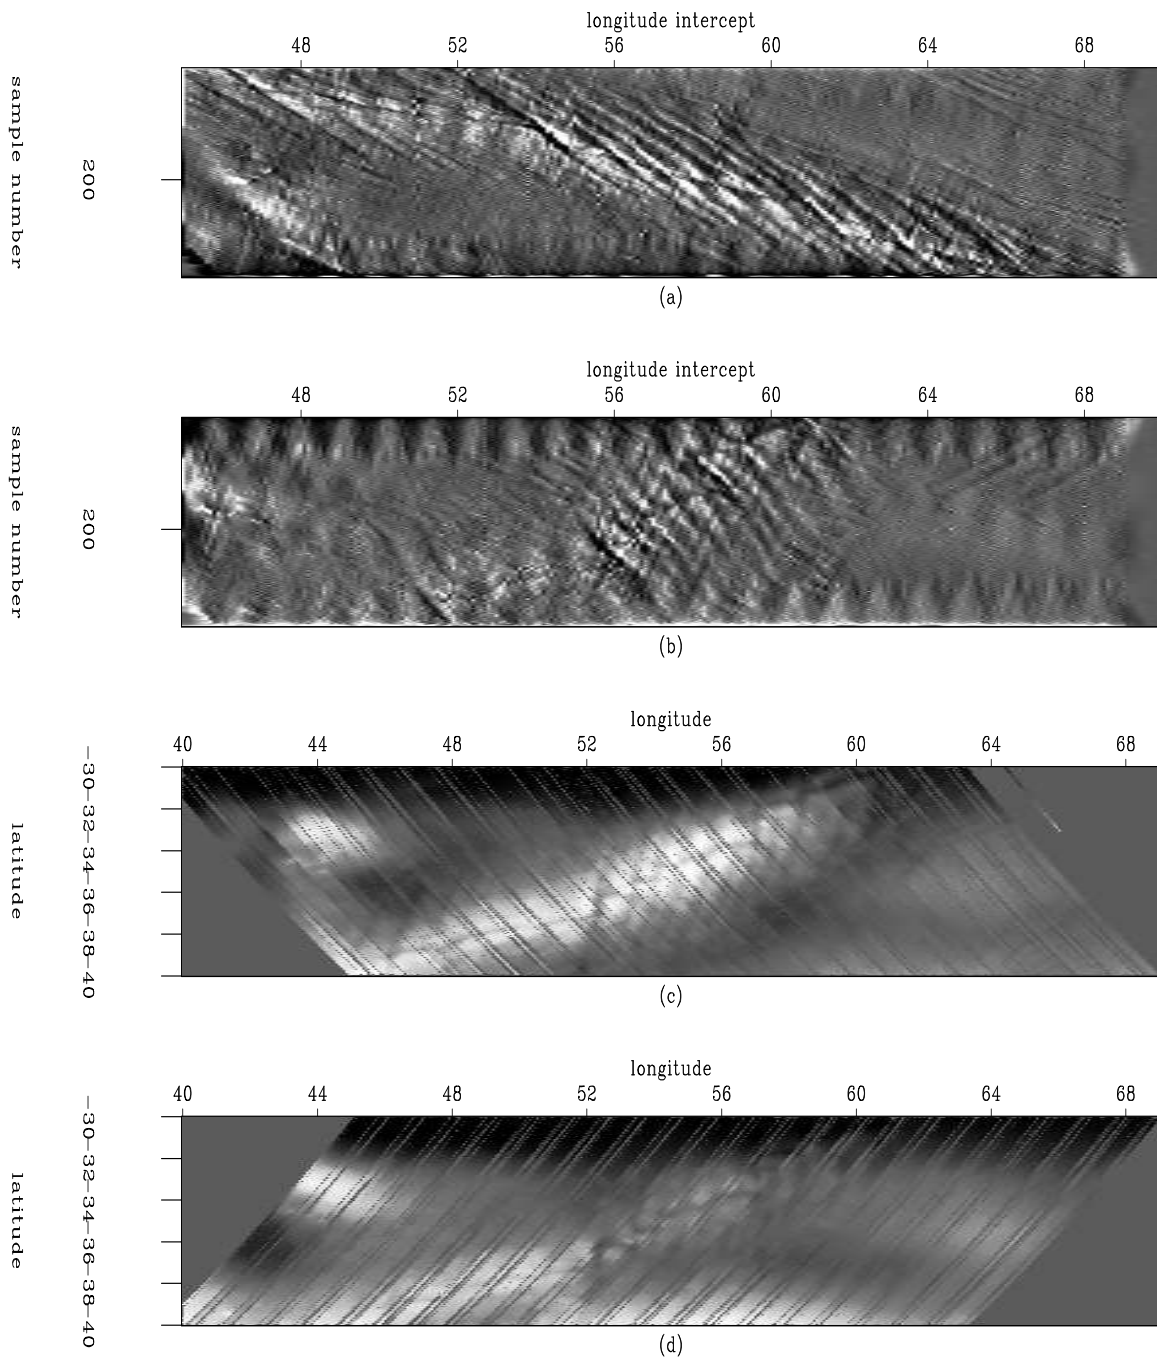 longitude intercept
48 52 56 60 64 68
sample number
200
(a)
longitude intercept
48 52 56 60 64 68
sample number
200
(b)
longitude
40 44 48 52 56 60 64 68
latitude
-30 -32 -34 -36 -38 -40
(c)
longitude
40 44 48 52 56 60 64 68
latitude
-30 -32 -34 -36 -38 -40
(d)